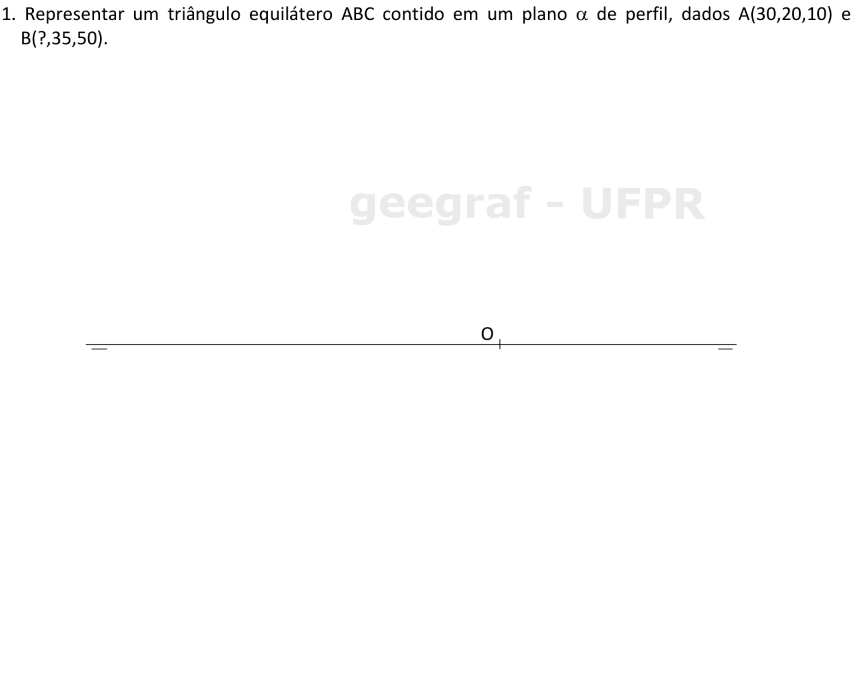 1. Representar um triângulo equilátero ABC contido em um plano α de perfil, dados A(30,20,10) e
B(?,35,50).
geegraf - UFPR
O